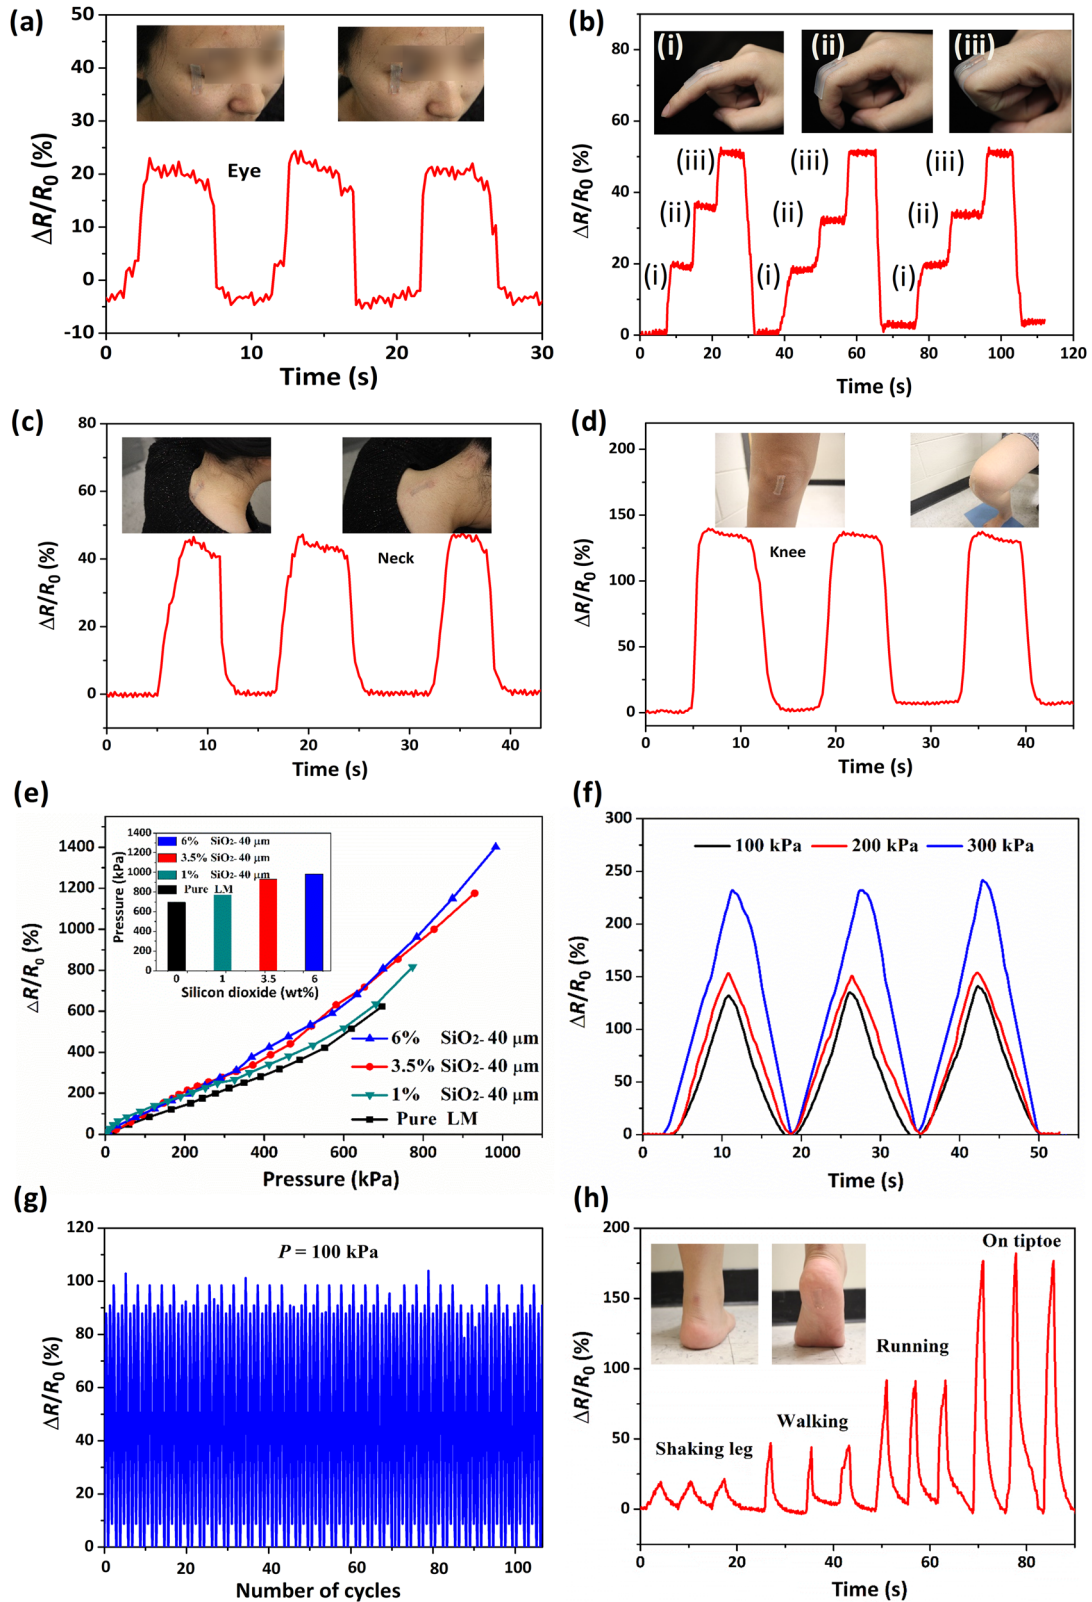 (a)
50
40
30
20
10
0
-10
ΔR/R0 (%)
Eye
0
10
20
30
Time (s)
(b)
80
60
40
20
0
ΔR/R0 (%)
(i)
(ii)
(iii)
(iii)
(iii)
(iii)
(ii)
(ii)
(ii)
(i)
(i)
(i)
0
20
40
60
80
100
120
Time (s)
(c)
80
60
40
20
0
ΔR/R0 (%)
Neck
0
10
20
30
40
Time (s)
(d)
200
150
100
50
0
ΔR/R0 (%)
Knee
0
10
20
30
40
Time (s)
(e)
1400
1200
1000
800
600
400
200
0
ΔR/R0 (%)
1400
1200
1000
800
600
400
200
0
Pressure (kPa)
6% SiO2- 40 μm
3.5% SiO2- 40 μm
1% SiO2- 40 μm
Pure LM
0
1
3.5
6
Silicon dioxide (wt%)
6% SiO2- 40 μm
3.5% SiO2- 40 μm
1% SiO2- 40 μm
Pure LM
0
200
400
600
800
1000
Pressure (kPa)
(f)
300
250
200
150
100
50
0
ΔR/R0 (%)
100 kPa
200 kPa
300 kPa
0
10
20
30
40
50
Time (s)
(g)
120
100
80
60
40
20
0
ΔR/R0 (%)
P = 100 kPa
0
20
40
60
80
100
Number of cycles
(h)
200
150
100
50
0
ΔR/R0 (%)
On tiptoe
Running
Walking
Shaking leg
0
20
40
60
80
Time (s)